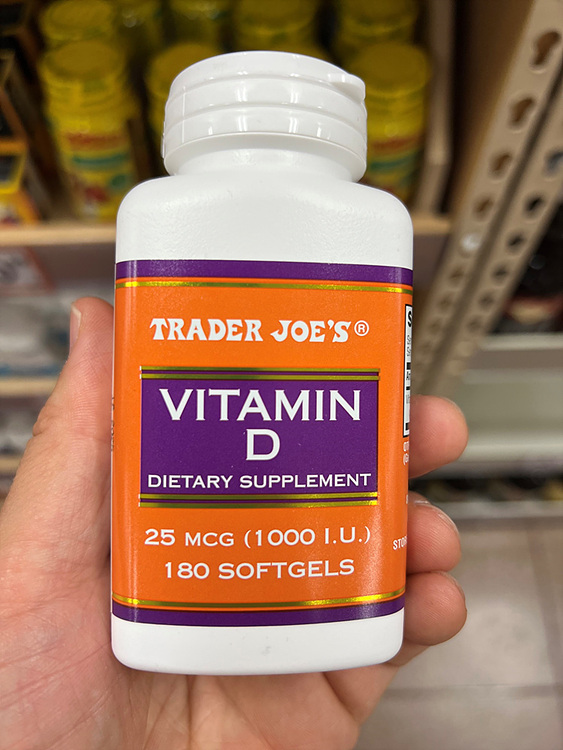 TRADER JOE'S®
VITAMIN
D
DIETARY SUPPLEMENT
25 MCG (1000 I.U.)
180 SOFTGELS